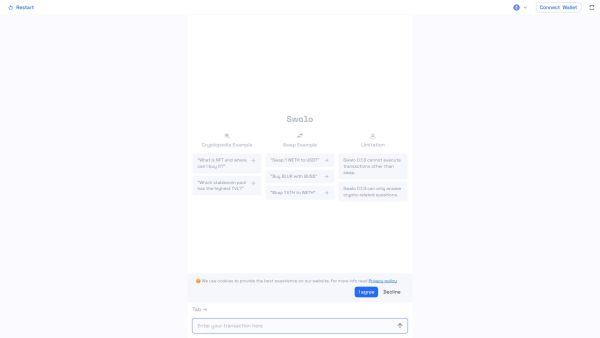 Restart
Connect Wallet
Swalo
Cryptopedia Example
Swap Example
Limitation
"What is NFT and where can I buy it?"
"Which stablecoin pool has the highest TVL?"
"Swap 1 WETH to USDT"
"Buy BLUR with BUSD"
"Wrap 1 ETH to WETH"
Swalo 0.1.9 cannot execute transactions other than swap.
Swalo 0.1.9 can only answer crypto-related questions.
We use cookies to provide the best experience on our website. For more info read Privacy policy
I agree
Decline
Tab
Enter your transaction here